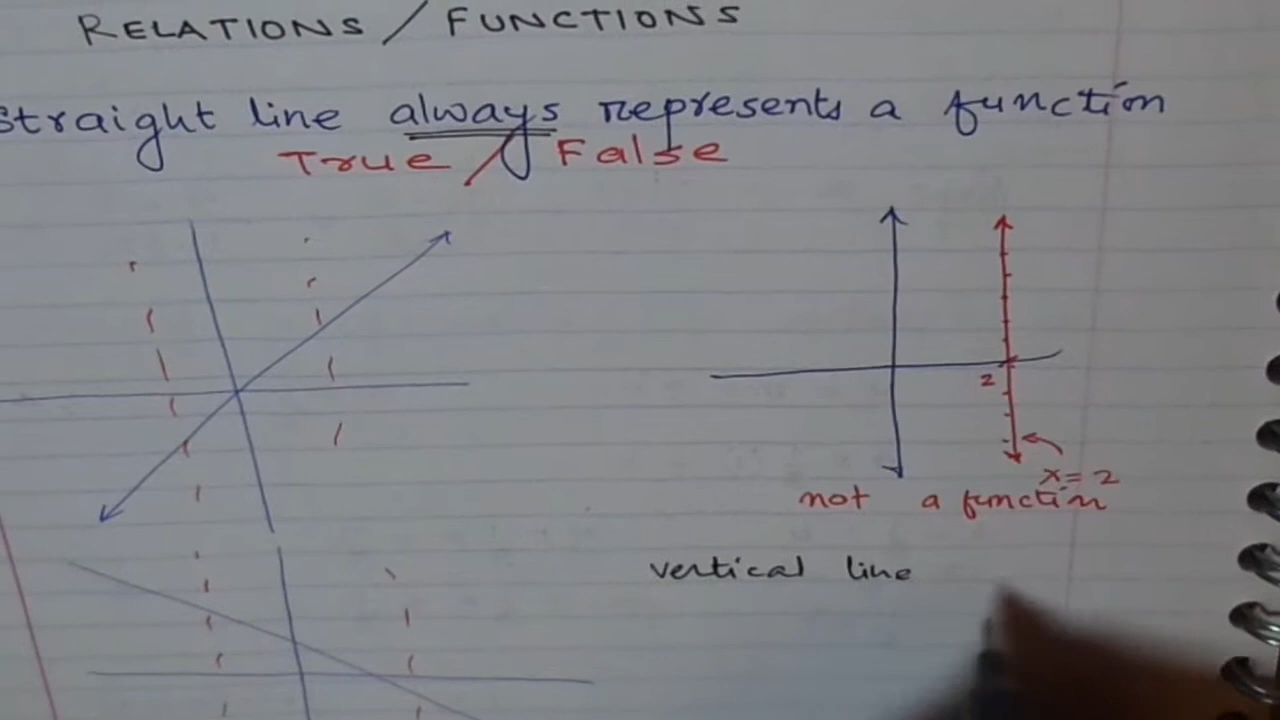 RELATIONS / FUNCTIONS
straight line always represents a function
True / False
2
x = 2
not a function
vertical line